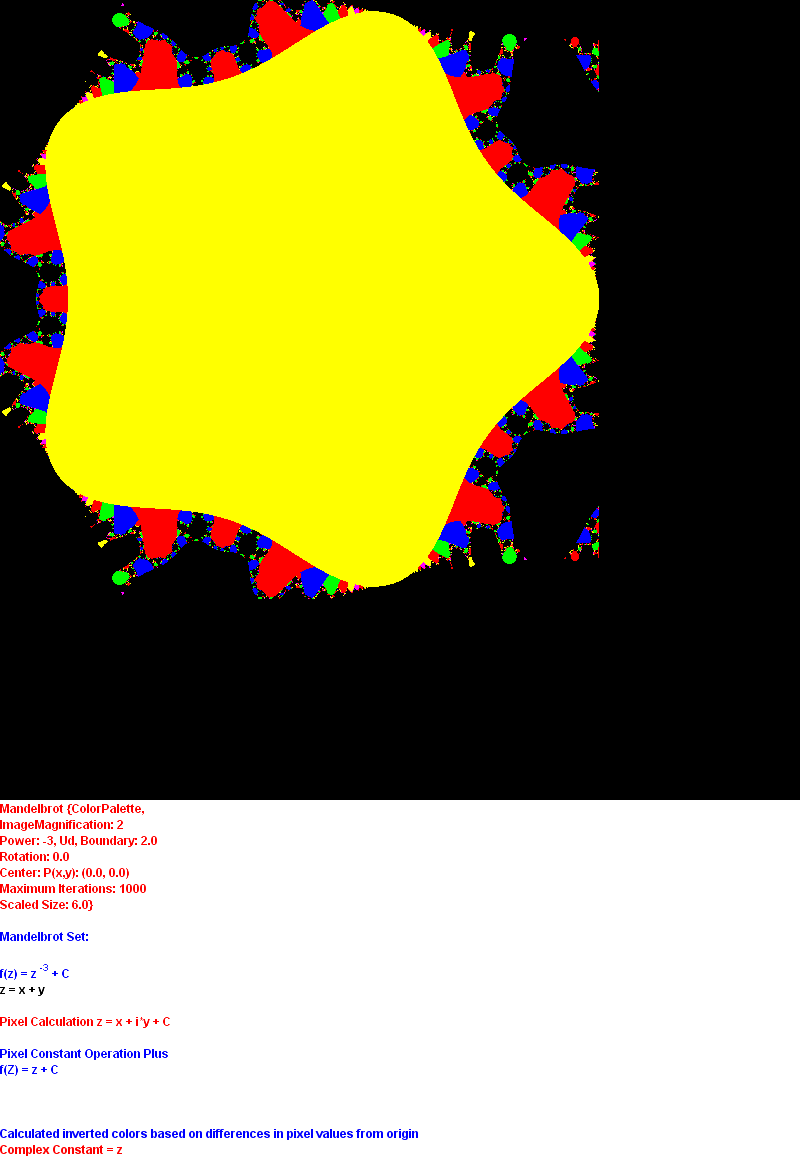 Mandelbrot {ColorPalette,
ImageMagnification: 2
Power: -3, Ud, Boundary: 2.0
Rotation: 0.0
Center: P(x,y): (0.0, 0.0)
Maximum Iterations: 1000
Scaled Size: 6.0}
Mandelbrot Set:
f(z) = z -3 + C
z = x + y
Pixel Calculation z = x + i*y + C
Pixel Constant Operation Plus
f(Z) = z + C
Calculated inverted colors based on differences in pixel values from origin
Complex Constant = z